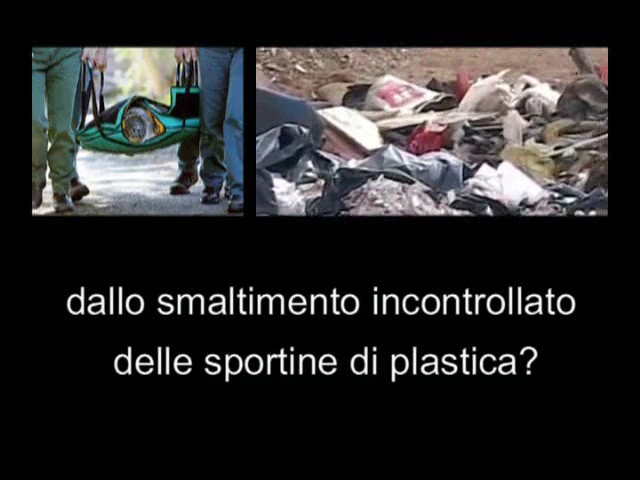 dallo smaltimento incontrollato
delle sportine di plastica?